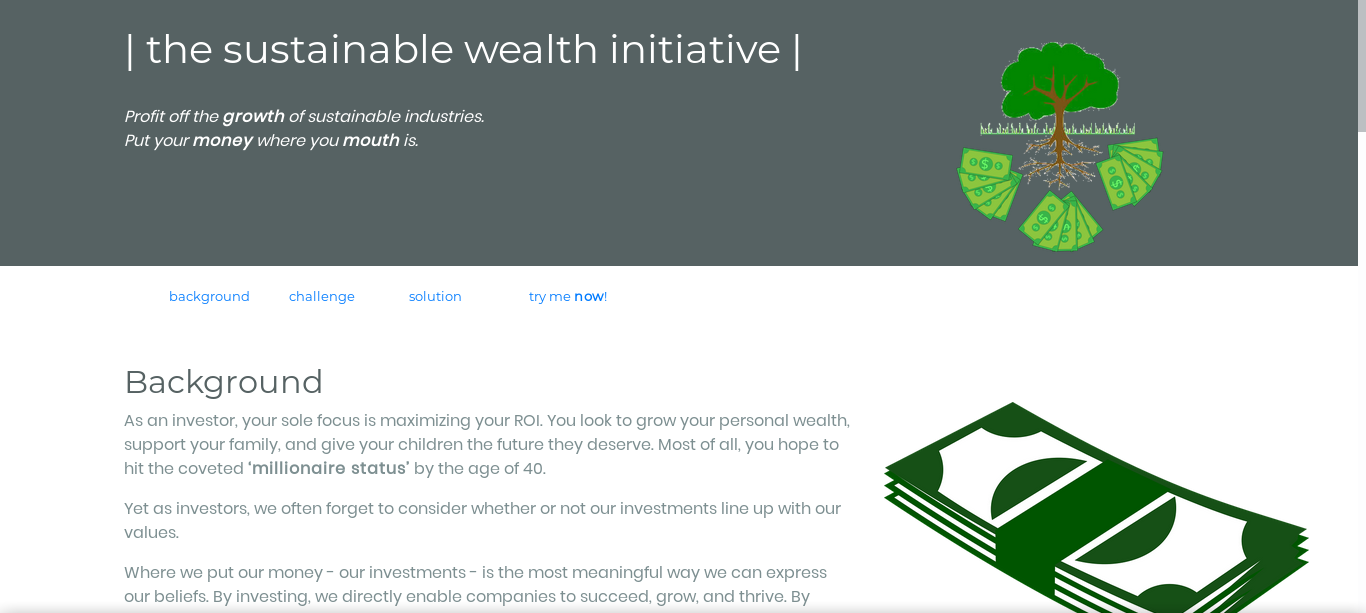 | the sustainable wealth initiative |
Profit off the growth of sustainable industries.
Put your money where you mouth is.
background challenge solution try me now!
Background
As an investor, your sole focus is maximizing your ROI. You look to grow your personal wealth,
support your family, and give your children the future they deserve. Most of all, you hope to
hit the coveted ‘millionaire status’ by the age of 40.
Yet as investors, we often forget to consider whether or not our investments line up with our
values.
Where we put our money - our investments - is the most meaningful way we can express
our beliefs. By investing, we directly enable companies to succeed, grow, and thrive. By